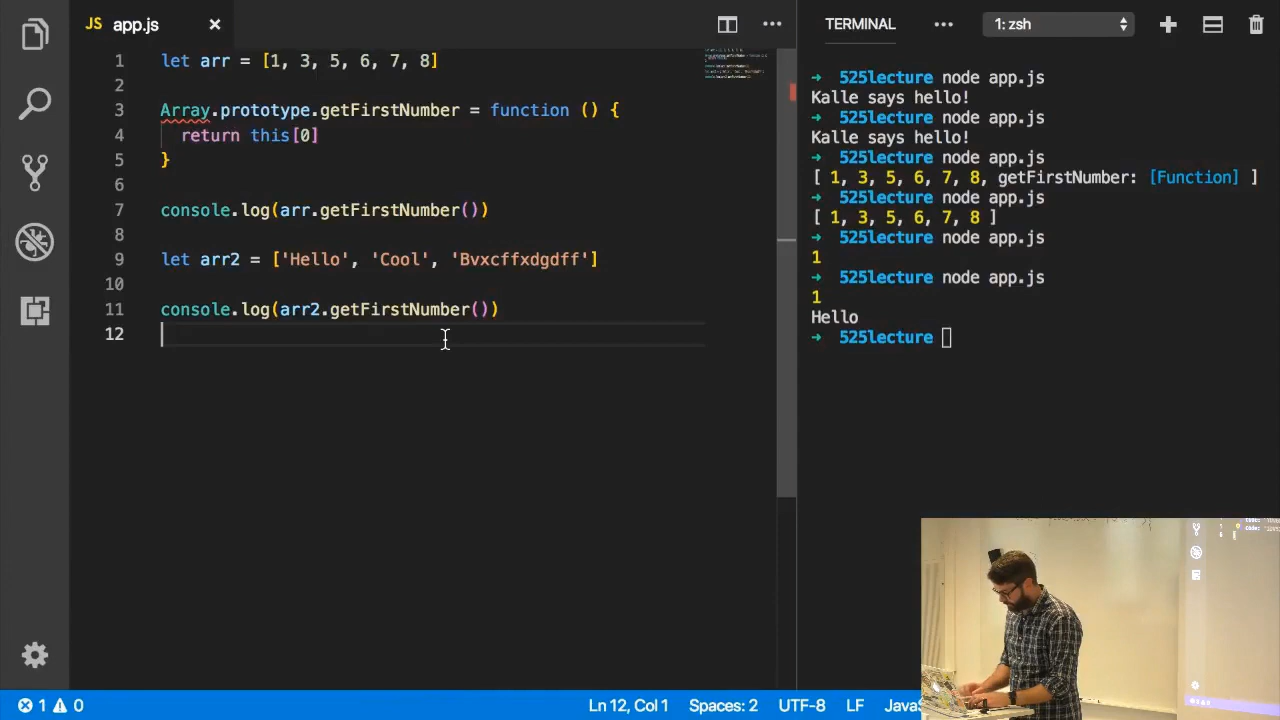 JS app.js
1 let arr = [1, 3, 5, 6, 7, 8]
2
3 Array.prototype.getFirstNumber = function () {
4 return this[0]
5 }
6
7 console.log(arr.getFirstNumber())
8
9 let arr2 = ['Hello', 'Cool', 'Bvxcffxdgdff']
10
11 console.log(arr2.getFirstNumber())
12
TERMINAL ••• 1: zsh
➜ 525lecture node app.js
Kalle says hello!
➜ 525lecture node app.js
Kalle says hello!
➜ 525lecture node app.js
[ 1, 3, 5, 6, 7, 8, getFirstNumber: [Function] ]
➜ 525lecture node app.js
[ 1, 3, 5, 6, 7, 8 ]
➜ 525lecture node app.js
1
➜ 525lecture node app.js
1
Hello
➜ 525lecture
1 0 Ln 12, Col 1 Spaces: 2 UTF-8 LF